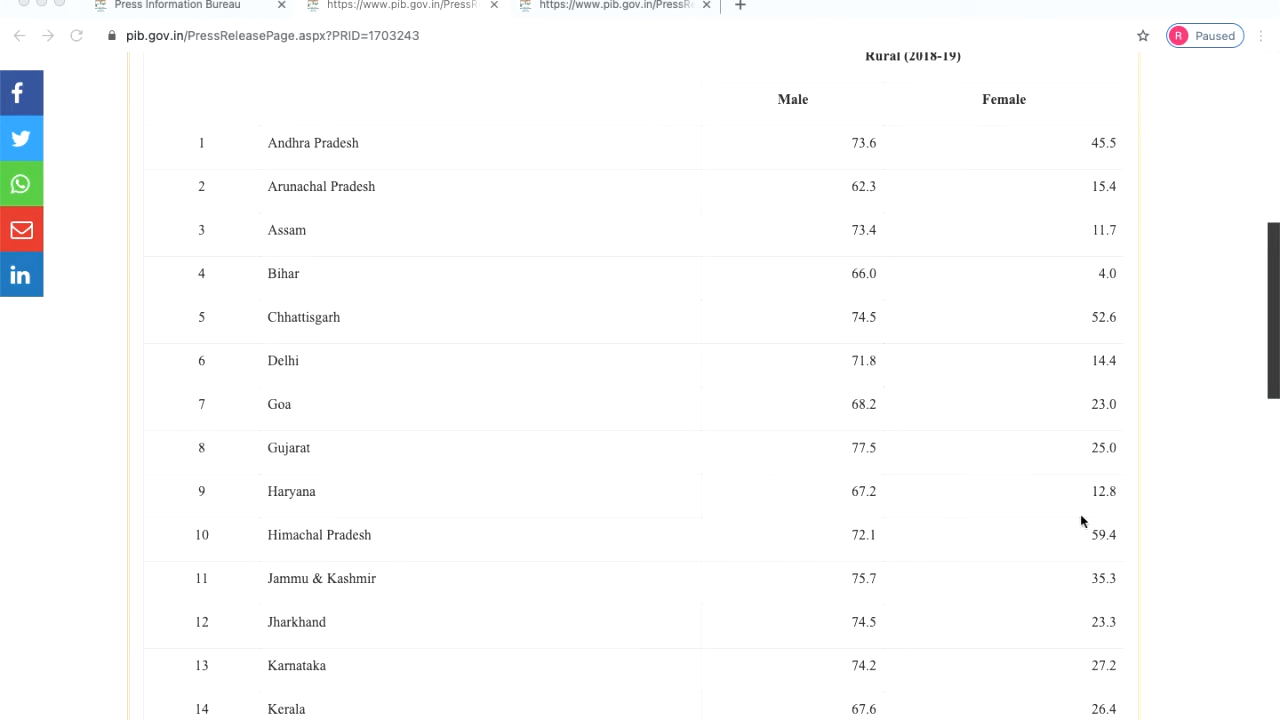 Press Information Bureau
https://www.pib.gov.in/PressR
https://www.pib.gov.in/PressRe
pib.gov.in/PressReleasePage.aspx?PRID=1703243
R Paused
Rural (2018-19)
Male Female
1 Andhra Pradesh 73.6 45.5
2 Arunachal Pradesh 62.3 15.4
3 Assam 73.4 11.7
4 Bihar 66.0 4.0
5 Chhattisgarh 74.5 52.6
6 Delhi 71.8 14.4
7 Goa 68.2 23.0
8 Gujarat 77.5 25.0
9 Haryana 67.2 12.8
10 Himachal Pradesh 72.1 59.4
11 Jammu & Kashmir 75.7 35.3
12 Jharkhand 74.5 23.3
13 Karnataka 74.2 27.2
14 Kerala 67.6 26.4